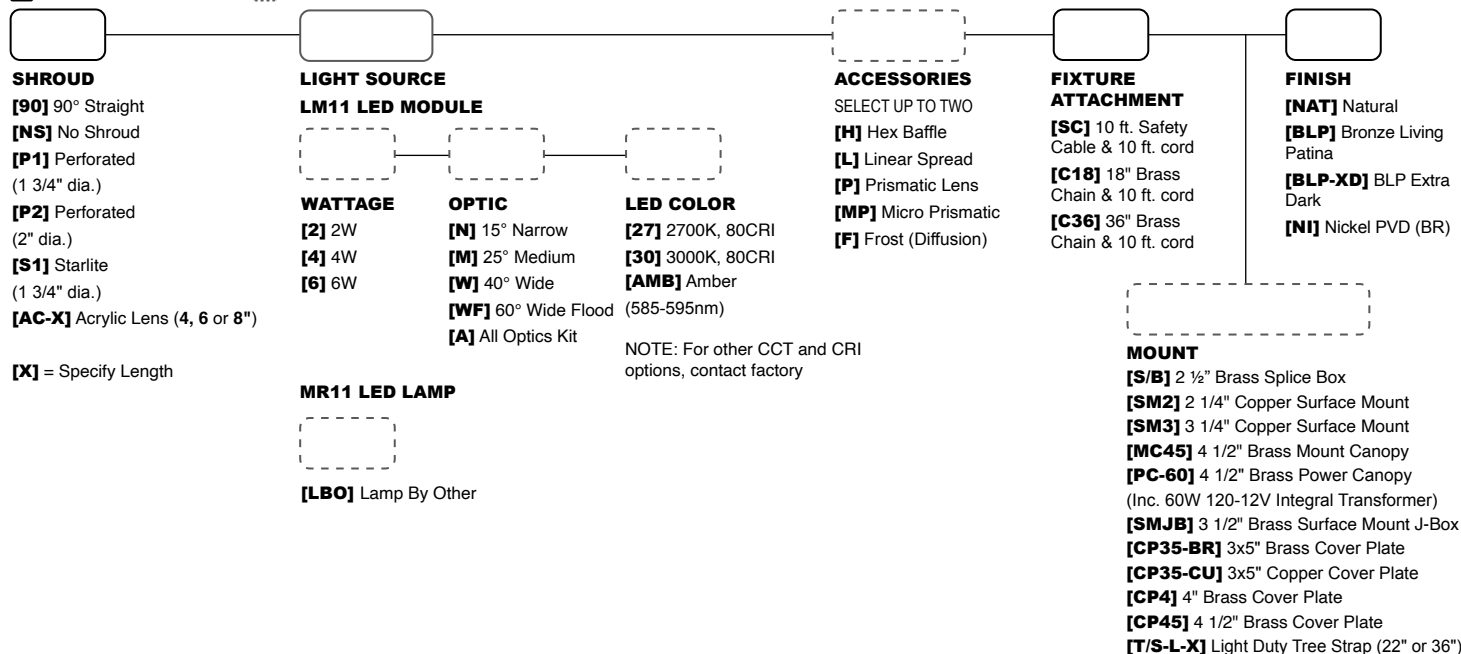 SHROUD
[90] 90° Straight
[NS] No Shroud
[P1] Perforated
(1 3/4" dia.)
[P2] Perforated
(2" dia.)
[S1] Starlite
(1 3/4" dia.)
[AC-X] Acrylic Lens (4, 6 or 8")
[X] = Specify Length
LIGHT SOURCE
LM11 LED MODULE
WATTAGE
[2] 2W
[4] 4W
[6] 6W
OPTIC
[N] 15° Narrow
[M] 25° Medium
[W] 40° Wide
[WF] 60° Wide Flood
[A] All Optics Kit
LED COLOR
[27] 2700K, 80CRI
[30] 3000K, 80CRI
[AMB] Amber
(585-595nm)
NOTE: For other CCT and CRI
options, contact factory
MR11 LED LAMP
[LBO] Lamp By Other
ACCESSORIES
SELECT UP TO TWO
[H] Hex Baffle
[L] Linear Spread
[P] Prismatic Lens
[MP] Micro Prismatic
[F] Frost (Diffusion)
FIXTURE
ATTACHMENT
[SC] 10 ft. Safety
Cable & 10 ft. cord
[C18] 18" Brass
Chain & 10 ft. cord
[C36] 36" Brass
Chain & 10 ft. cord
FINISH
[NAT] Natural
[BLP] Bronze Living
Patina
[BLP-XD] BLP Extra
Dark
[NI] Nickel PVD (BR)
MOUNT
[S/B] 2 ½” Brass Splice Box
[SM2] 2 1/4" Copper Surface Mount
[SM3] 3 1/4" Copper Surface Mount
[MC45] 4 1/2" Brass Mount Canopy
[PC-60] 4 1/2" Brass Power Canopy
(Inc. 60W 120-12V Integral Transformer)
[SMJB] 3 1/2" Brass Surface Mount J-Box
[CP35-BR] 3x5" Brass Cover Plate
[CP35-CU] 3x5" Copper Cover Plate
[CP4] 4" Brass Cover Plate
[CP45] 4 1/2" Brass Cover Plate
[T/S-L-X] Light Duty Tree Strap (22" or 36")